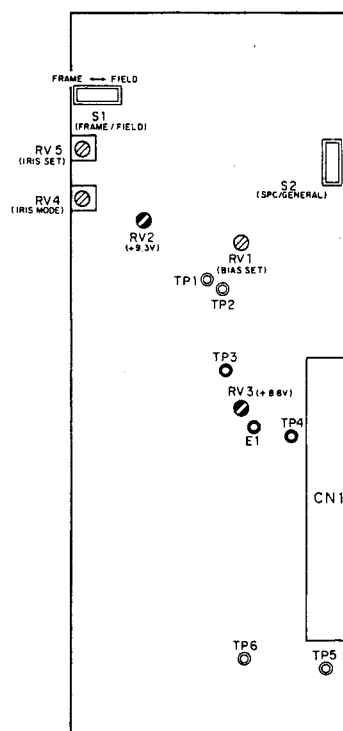 FRAME ↔ FIELD
S1
(FRAME/FIELD)
RV5
(IRIS SET)
S2
(SPC/GENERAL)
RV4
(IRIS MODE)
RV2
(+9.3V)
RV1
(BIAS SET)
TP1
TP2
TP3
RV3 (+8.8V)
E1
TP4
CN1
TP6
TP5